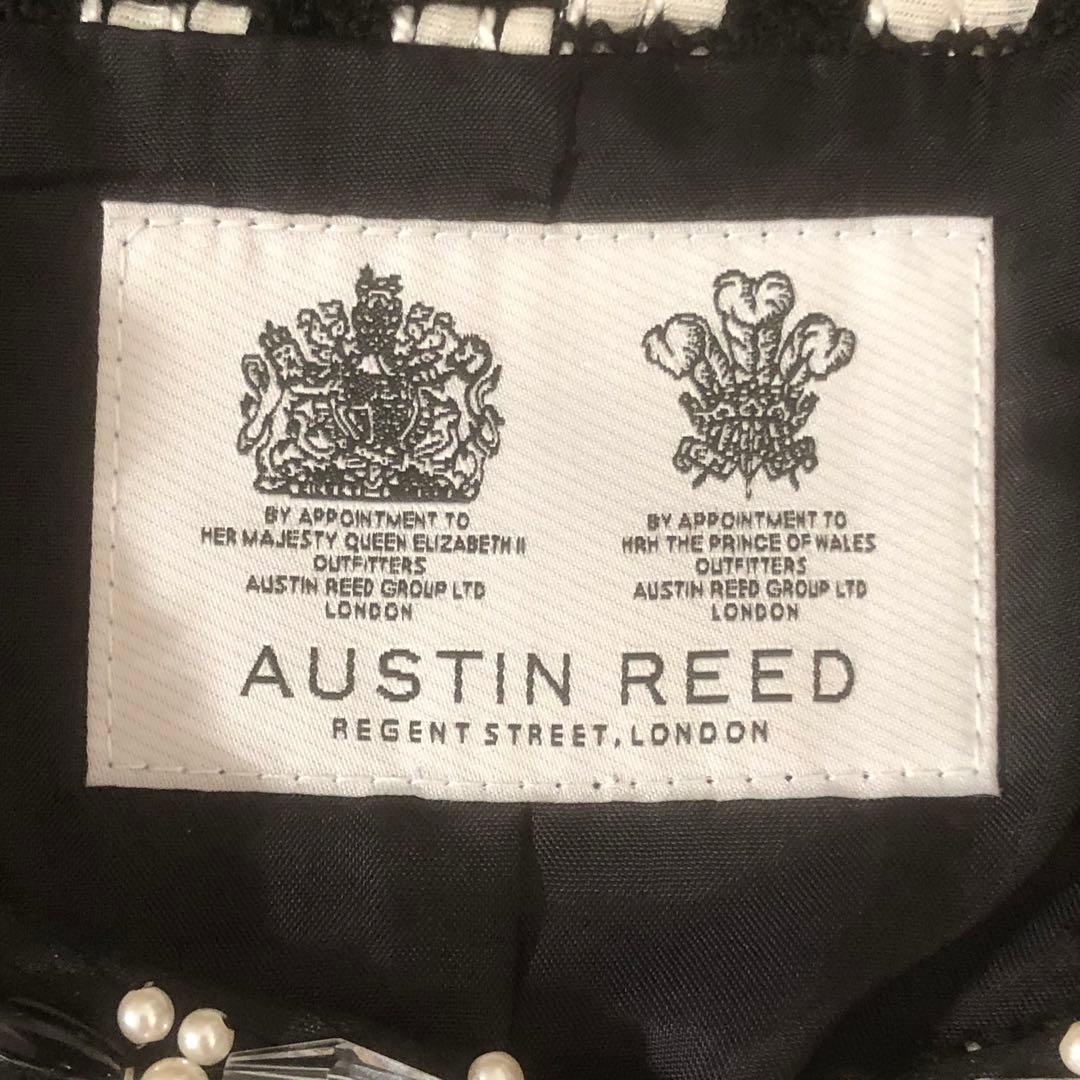 BY APPOINTMENT TO
HER MAJESTY QUEEN ELIZABETH II
OUTFITTERS
AUSTIN REED GROUP LTD
LONDON
BY APPOINTMENT TO
HRH THE PRINCE OF WALES
OUTFITTERS
AUSTIN REED GROUP LTD
LONDON
AUSTIN REED
REGENT STREET, LONDON